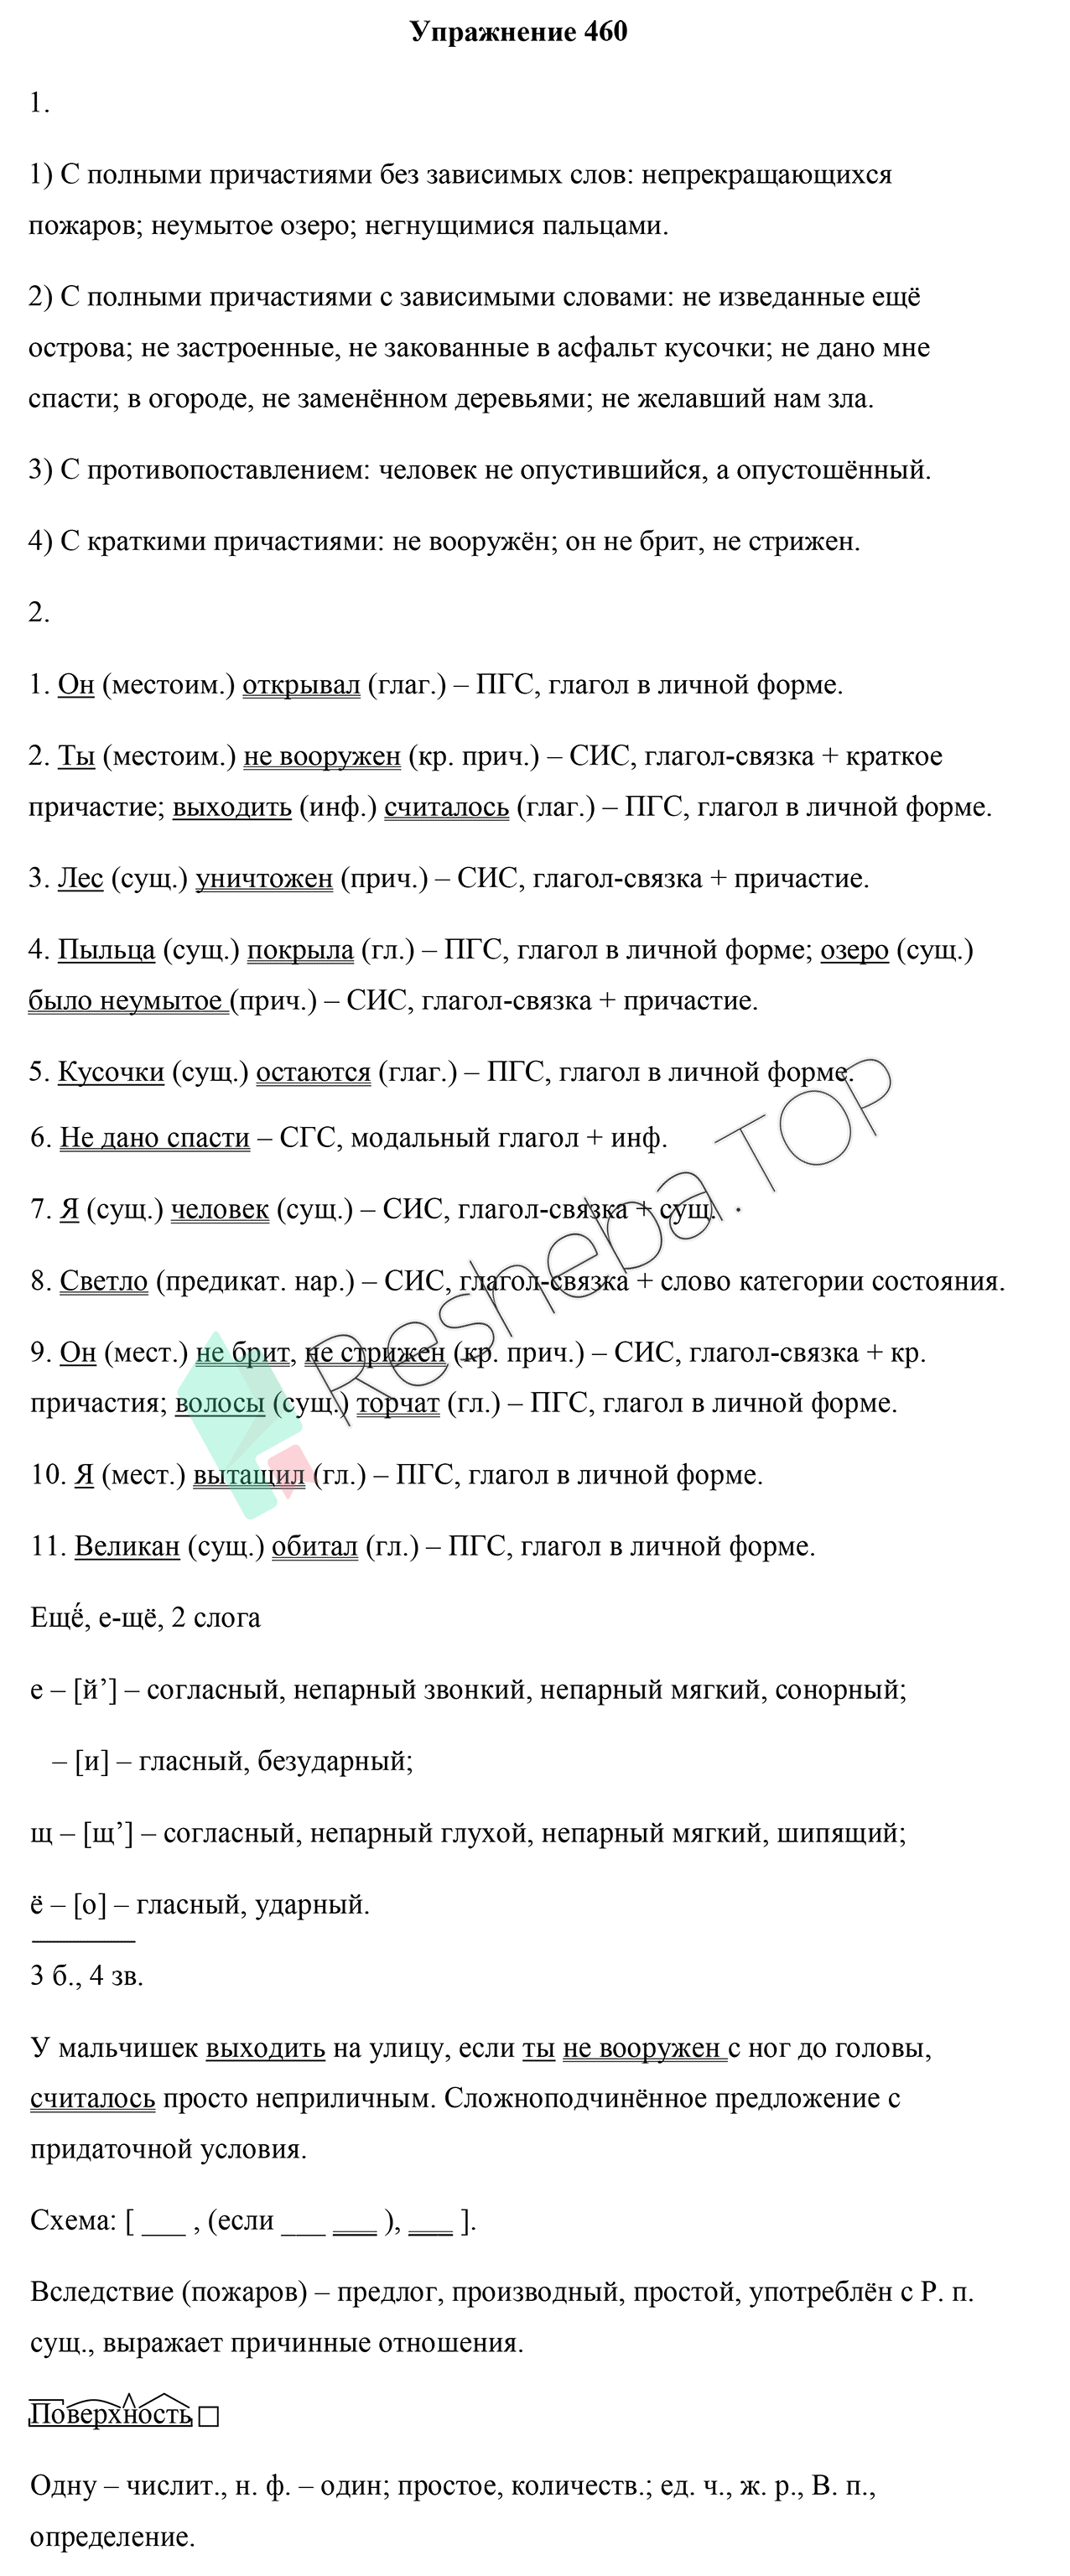 Упражнение 460
1.
1) С полными причастиями без зависимых слов: непрекращающихся
пожаров; неумытое озеро; негнущимися пальцами.
2) С полными причастиями с зависимыми словами: не изведанные ещё
острова; не застроенные, не закованные в асфальт кусочки; не дано мне
спасти; в огороде, не заменённом деревьями; не желавший нам зла.
3) С противопоставлением: человек не опустившийся, а опустошённый.
4) С краткими причастиями: не вооружён; он не брит, не стрижен.
2.
1. Он (местоим.) открывал (глаг.) – ПГС, глагол в личной форме.
2. Ты (местоим.) не вооружен (кр. прич.) – СИС, глагол-связка + краткое
причастие; выходить (инф.) считалось (глаг.) – ПГС, глагол в личной форме.
3. Лес (сущ.) уничтожен (прич.) – СИС, глагол-связка + причастие.
4. Пыльца (сущ.) покрыла (гл.) – ПГС, глагол в личной форме; озеро (сущ.)
было неумытое (прич.) – СИС, глагол-связка + причастие.
5. Кусочки (сущ.) остаются (глаг.) – ПГС, глагол в личной форме.
6. Не дано спасти – СГС, модальный глагол + инф.
7. Я (сущ.) человек (сущ.) – СИС, глагол-связка + сущ.
8. Светло (предикат. нар.) – СИС, глагол-связка + слово категории состояния.
9. Он (мест.) не брит, не стрижен (кр. прич.) – СИС, глагол-связка + кр.
причастия; волосы (сущ.) торчат (гл.) – ПГС, глагол в личной форме.
10. Я (мест.) вытащил (гл.) – ПГС, глагол в личной форме.
11. Великан (сущ.) обитал (гл.) – ПГС, глагол в личной форме.
Ещё́, е-щё, 2 слога
е – [й’] – согласный, непарный звонкий, непарный мягкий, сонорный;
– [и] – гласный, безударный;
щ – [щ’] – согласный, непарный глухой, непарный мягкий, шипящий;
ё – [о] – гласный, ударный.
3 б., 4 зв.
У мальчишек выходить на улицу, если ты не вооружен с ног до головы,
считалось просто неприличным. Сложноподчинённое предложение с
придаточной условия.
Схема: [ ___ , (если ___ ___ ), ___ ].
Вследствие (пожаров) – предлог, производный, простой, употреблён с Р. п.
сущ., выражает причинные отношения.
Поверхность
Одну – числит., н. ф. – один; простое, количеств.; ед. ч., ж. р., В. п.,
определение.
Resheba TOP